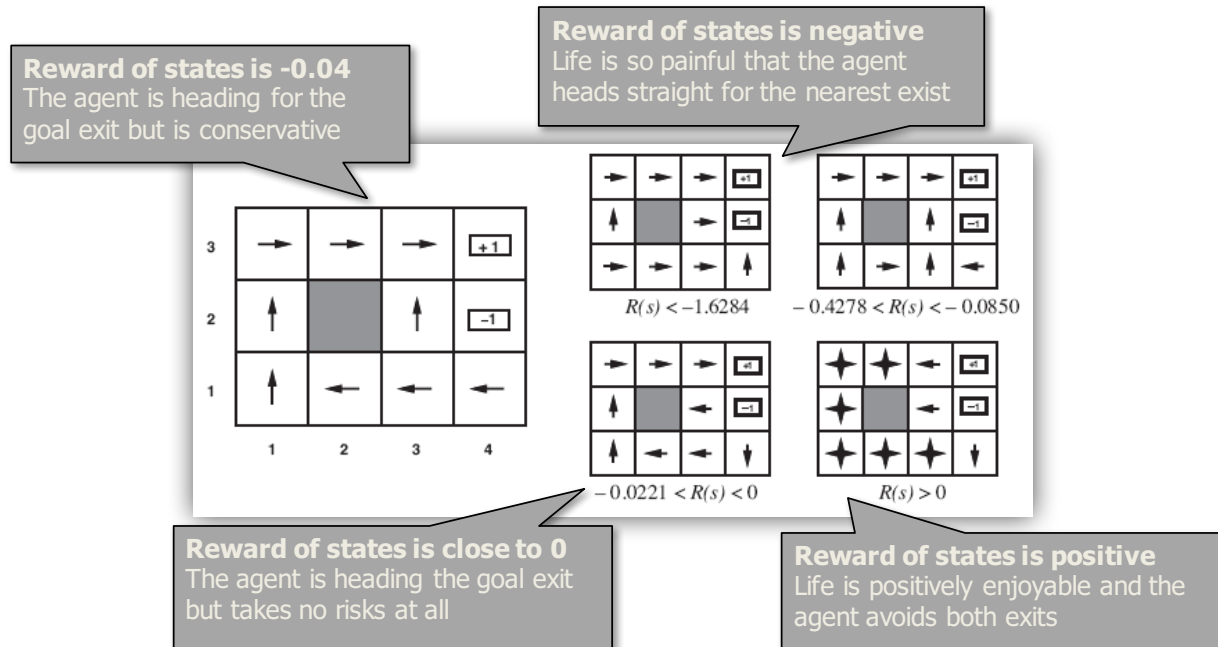 Reward of states is -0.04
The agent is heading for the
goal exit but is conservative
Reward of states is negative
Life is so painful that the agent
heads straight for the nearest exist
3
+ 1
2
–1
1
1 2 3 4
+1
–1
R(s) < –1.6284
+1
–1
– 0.4278 < R(s) < – 0.0850
+1
–1
– 0.0221 < R(s) < 0
+1
–1
R(s) > 0
Reward of states is close to 0
The agent is heading the goal exit
but takes no risks at all
Reward of states is positive
Life is positively enjoyable and the
agent avoids both exits